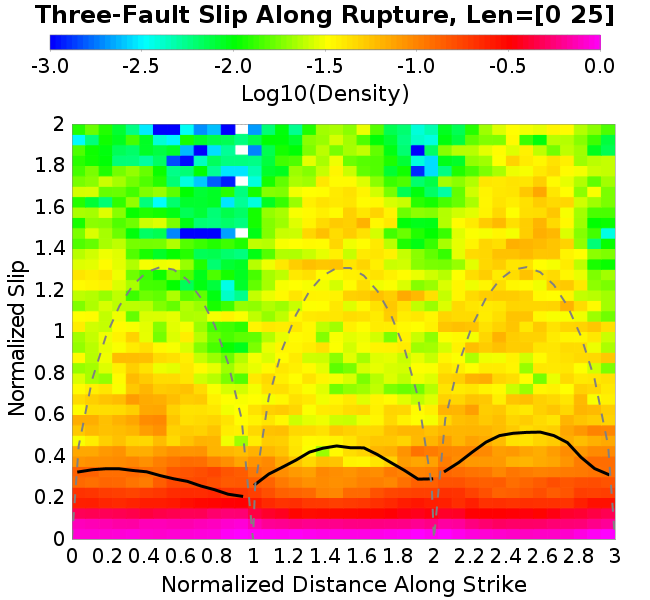 Three-Fault Slip Along Rupture, Len=[0 25]
-3.0 -2.5 -2.0 -1.5 -1.0 -0.5 0.0
Log10(Density)
2
1.8
1.6
1.4
1.2
1
0.8
0.6
0.4
0.2
0
Normalized Slip
0 0.2 0.4 0.6 0.8 1 1.2 1.4 1.6 1.8 2 2.2 2.4 2.6 2.8 3
Normalized Distance Along Strike